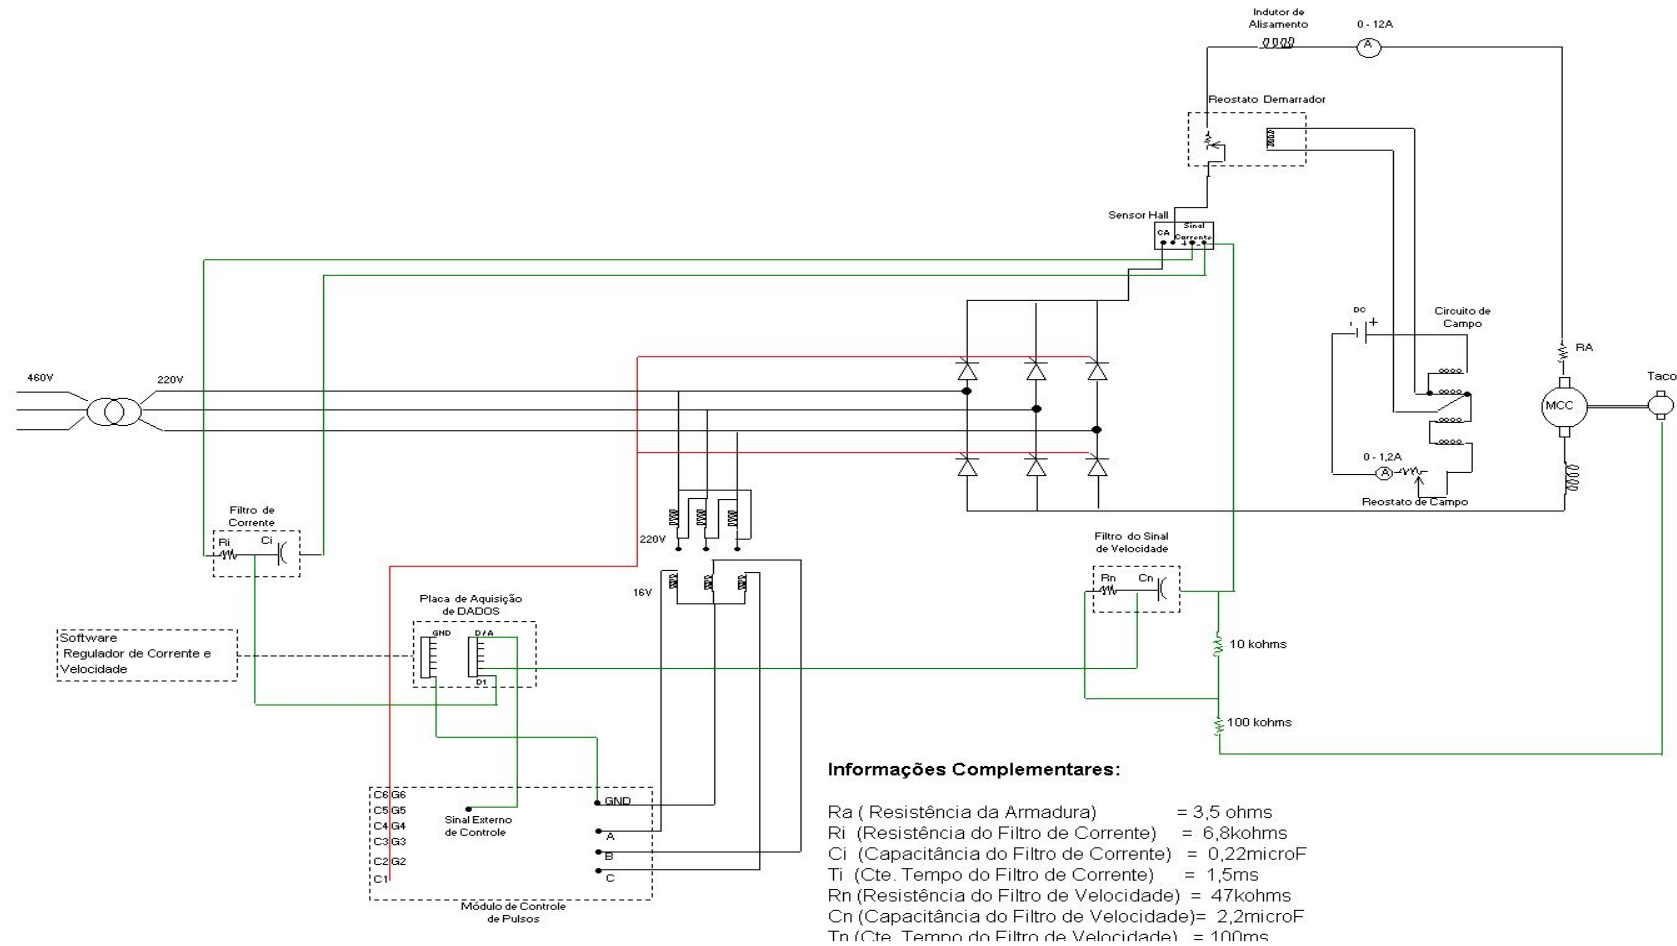 Indutor de
Alisamento
0 - 12A
A
Reostato Demarrador
Sensor Hall
Sinal
CA
Corrente
+ -
DC
- +
Circuito de
Campo
RA
460V
220V
Taco
MCC
0 - 1,2A
A
Reostato de Campo
Filtro de
Corrente
Ri
Ci
220V
Filtro do Sinal
de Velocidade
Rn
Cn
16V
Placa de Aquisição
de DADOS
GND
D/A
D1
Software
Regulador de Corrente e
Velocidade
10 kohms
100 kohms
Informações Complementares:
C6 G6
C5 G5
C4 G4
C3 G3
C2 G2
C1
Sinal Externo
de Controle
GND
A
B
C
Módulo de Controle
de Pulsos
Ra ( Resistência da Armadura) = 3,5 ohms
Ri (Resistência do Filtro de Corrente) = 6,8kohms
Ci (Capacitância do Filtro de Corrente) = 0,22microF
Ti (Cte. Tempo do Filtro de Corrente) = 1,5ms
Rn (Resistência do Filtro de Velocidade) = 47kohms
Cn (Capacitância do Filtro de Velocidade)= 2,2microF
Tn (Cte. Tempo do Filtro de Velocidade) = 100ms